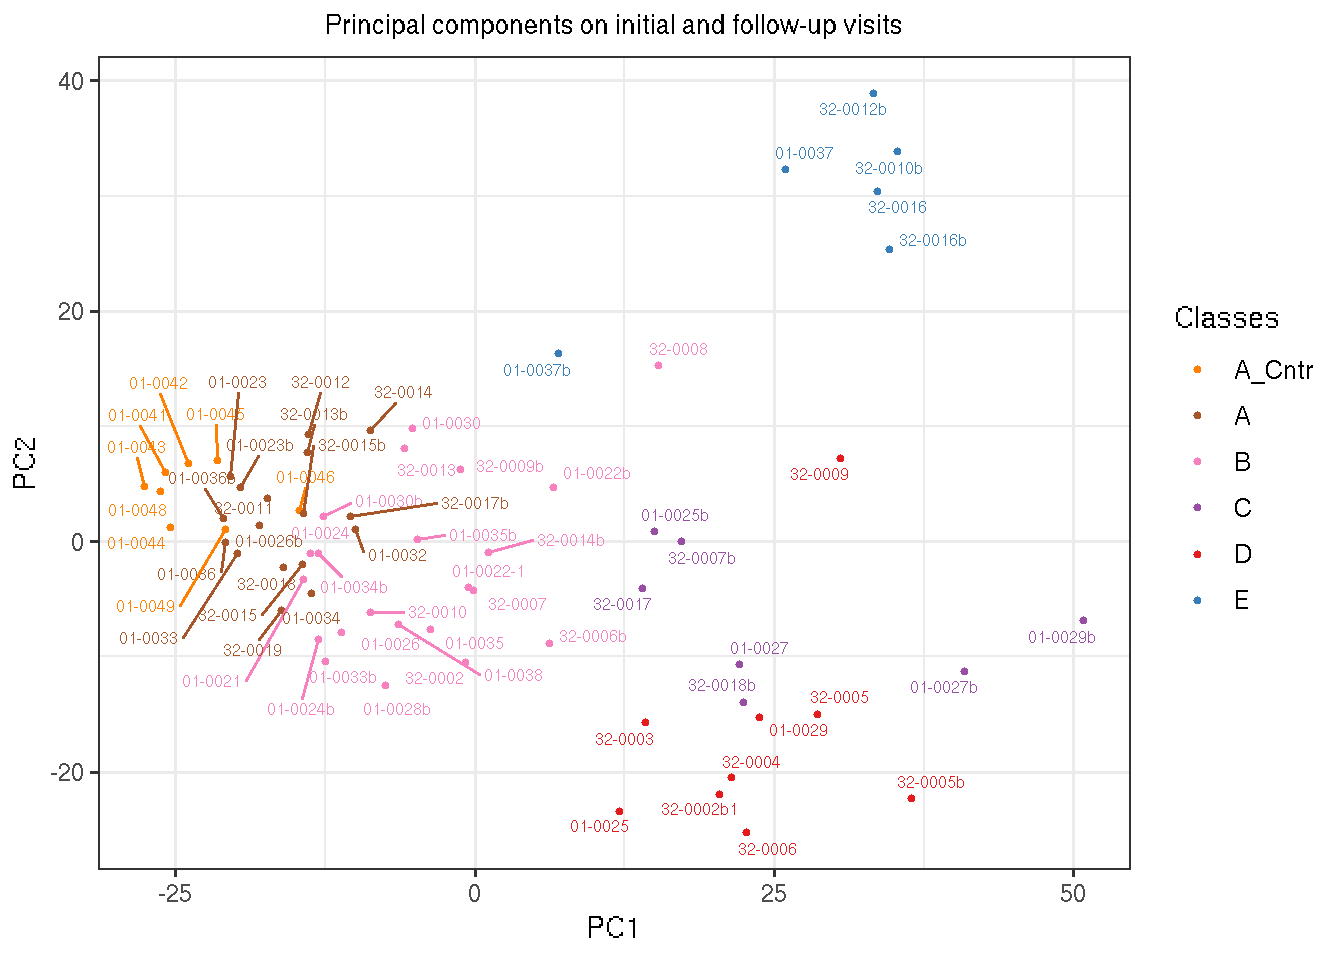 Principal components on initial and follow-up visits
40
32-0012b
01-0037
32-0010b
32-0016
32-0016b
20
32-0008
01-0037b
01-0042
01-0023
32-0012
32-0014
01-0041
01-0045
32-0013b
01-0030
01-0043
01-0023b
32-0015b
01-0036b
01-0046
32-0013
32-0009b
01-0022b
32-0009
01-0048
32-0011
01-0030b
32-0017b
01-0025b
01-0024
01-0035b
32-0014b
0
01-0044
01-0026b
01-0032
32-0007b
01-0036
32-0018
01-0034b
01-0022-1
01-0049
32-0015
01-0034
32-0010
32-0007
32-0017
01-0033
32-0019
01-0026
01-0035
32-0006b
01-0029b
01-0027
01-0021
01-0033b
32-0002
01-0038
32-0018b
01-0027b
01-0024b
01-0028b
32-0005
32-0003
01-0029
-20
32-0004
32-0005b
01-0025
32-0002b1
32-0006
-25
0
25
50
PC1
PC2
Classes
A_Cntr
A
B
C
D
E